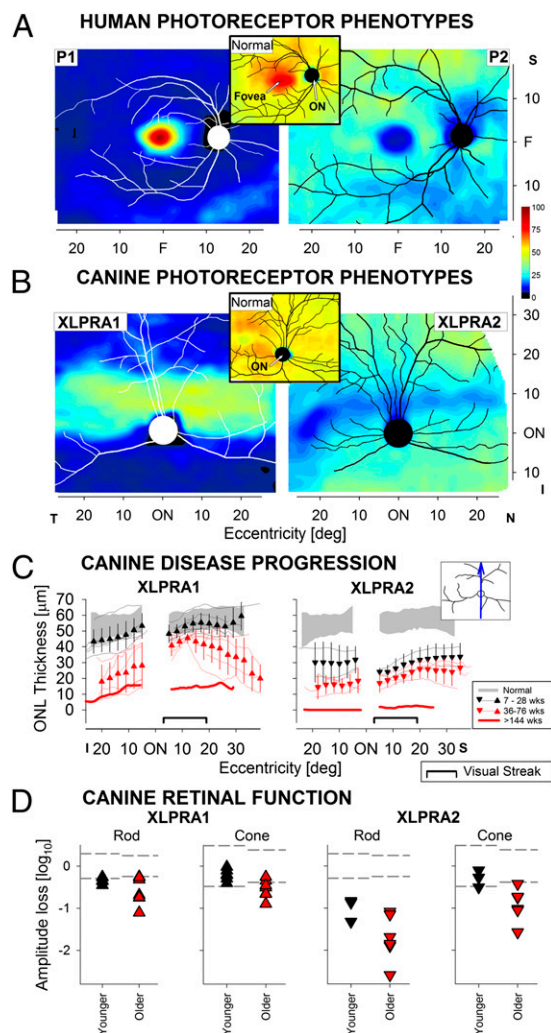 A HUMAN PHOTORECEPTOR PHENOTYPES
P1
Normal
Fovea
ON
P2
S
10
F
10
20 10 F 10 20
20 10 F 10 20
100
75
50
25
0
B CANINE PHOTORECEPTOR PHENOTYPES
XLPRA1
Normal
ON
XLPRA2
30
20
10
ON
10
I
T 20 10 ON 10 20
20 10 ON 10 20 N
Eccentricity [deg]
C CANINE DISEASE PROGRESSION
XLPRA1
XLPRA2
ONL Thickness [µm]
70
60
50
40
30
20
10
0
I 20 10 ON 10 20 30
20 10 ON 10 20 30 S
Eccentricity [deg]
Normal
7 - 28 wks
36-76 wks
>144 wks
Visual Streak
D CANINE RETINAL FUNCTION
XLPRA1
XLPRA2
Rod
Cone
Rod
Cone
Amplitude loss [log10]
-0
-1
-2
Younger
Older
Younger
Older
Younger
Older
Younger
Older